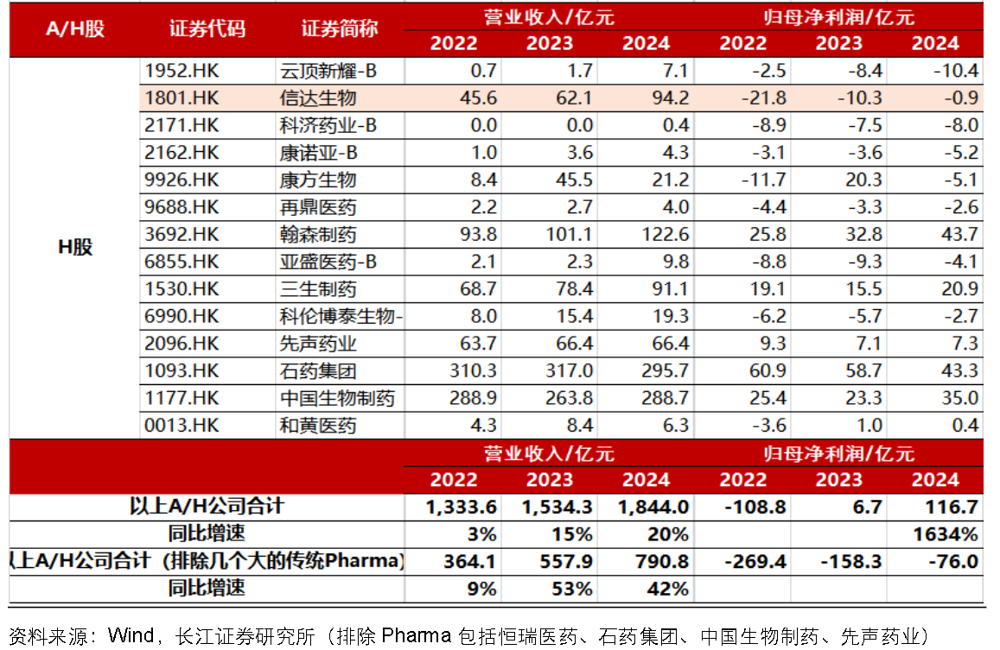 A/H股 证券代码 证券简称 营业收入/亿元 归母净利润/亿元
2022 2023 2024 2022 2023 2024
1952.HK 云顶新耀-B 0.7 1.7 7.1 -2.5 -8.4 -10.4
1801.HK 信达生物 45.6 62.1 94.2 -21.8 -10.3 -0.9
2171.HK 科济药业-B 0.0 0.0 0.4 -8.9 -7.5 -8.0
2162.HK 康诺亚-B 1.0 3.6 4.3 -3.1 -3.6 -5.2
9926.HK 康方生物 8.4 45.5 21.2 -11.7 20.3 -5.1
9688.HK 再鼎医药 2.2 2.7 4.0 -4.4 -3.3 -2.6
H股 3692.HK 翰森制药 93.8 101.1 122.6 25.8 32.8 43.7
6855.HK 亚盛医药-B 2.1 2.3 9.8 -8.8 -9.3 -4.1
1530.HK 三生制药 68.7 78.4 91.1 19.1 15.5 20.9
6990.HK 科伦博泰生物- 8.0 15.4 19.3 -6.2 -5.7 -2.7
2096.HK 先声药业 63.7 66.4 66.4 9.3 7.1 7.3
1093.HK 石药集团 310.3 317.0 295.7 60.9 58.7 43.3
1177.HK 中国生物制药 288.9 263.8 288.7 25.4 23.3 35.0
0013.HK 和黄医药 4.3 8.4 6.3 -3.6 1.0 0.4
营业收入/亿元 归母净利润/亿元
2022 2023 2024 2022 2023 2024
以上A/H公司合计 1,333.6 1,534.3 1,844.0 -108.8 6.7 116.7
同比增速 3% 15% 20% 1634%
以上A/H公司合计（排除几个大的传统Pharma） 364.1 557.9 790.8 -269.4 -158.3 -76.0
同比增速 9% 53% 42%
资料来源：Wind，长江证券研究所（排除 Pharma 包括恒瑞医药、石药集团、中国生物制药、先声药业）